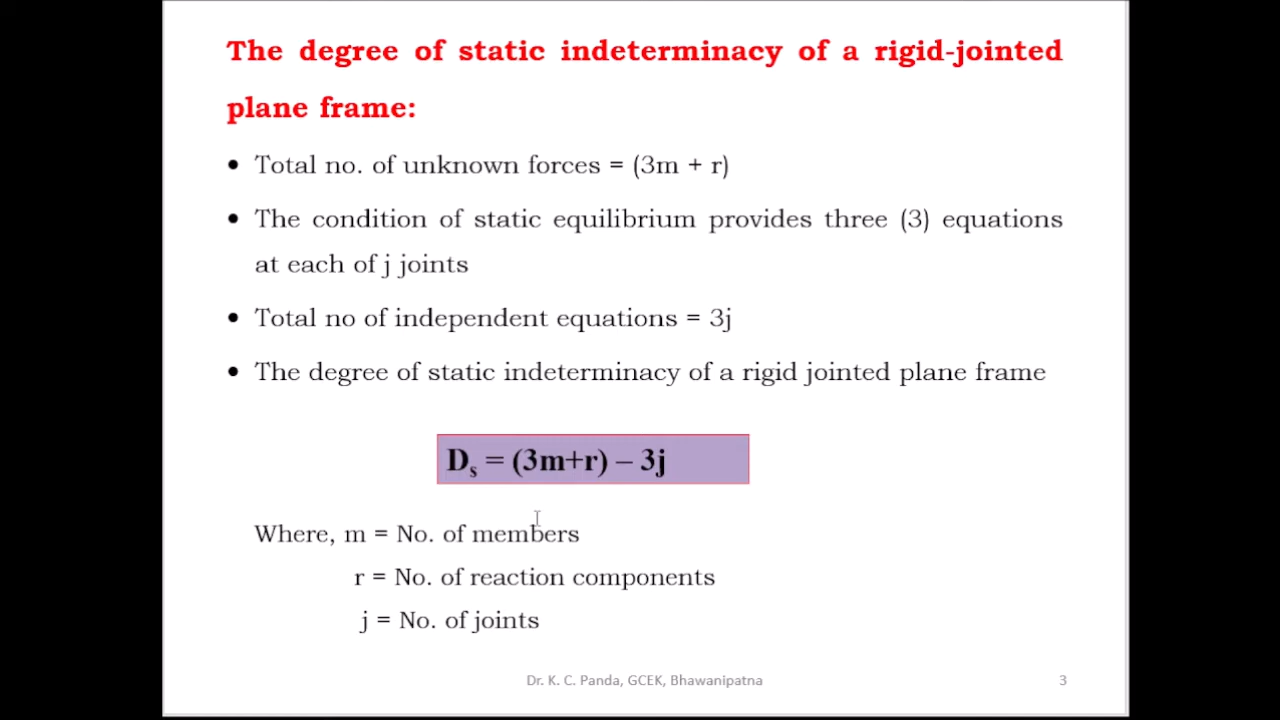 The degree of static indeterminacy of a rigid-jointed
plane frame:
• Total no. of unknown forces = (3m + r)
• The condition of static equilibrium provides three (3) equations
at each of j joints
• Total no of independent equations = 3j
• The degree of static indeterminacy of a rigid jointed plane frame
Dₛ = (3m+r) – 3j
Where, m = No. of members
r = No. of reaction components
j = No. of joints
Dr. K. C. Panda, GCEK, Bhawanipatna
3